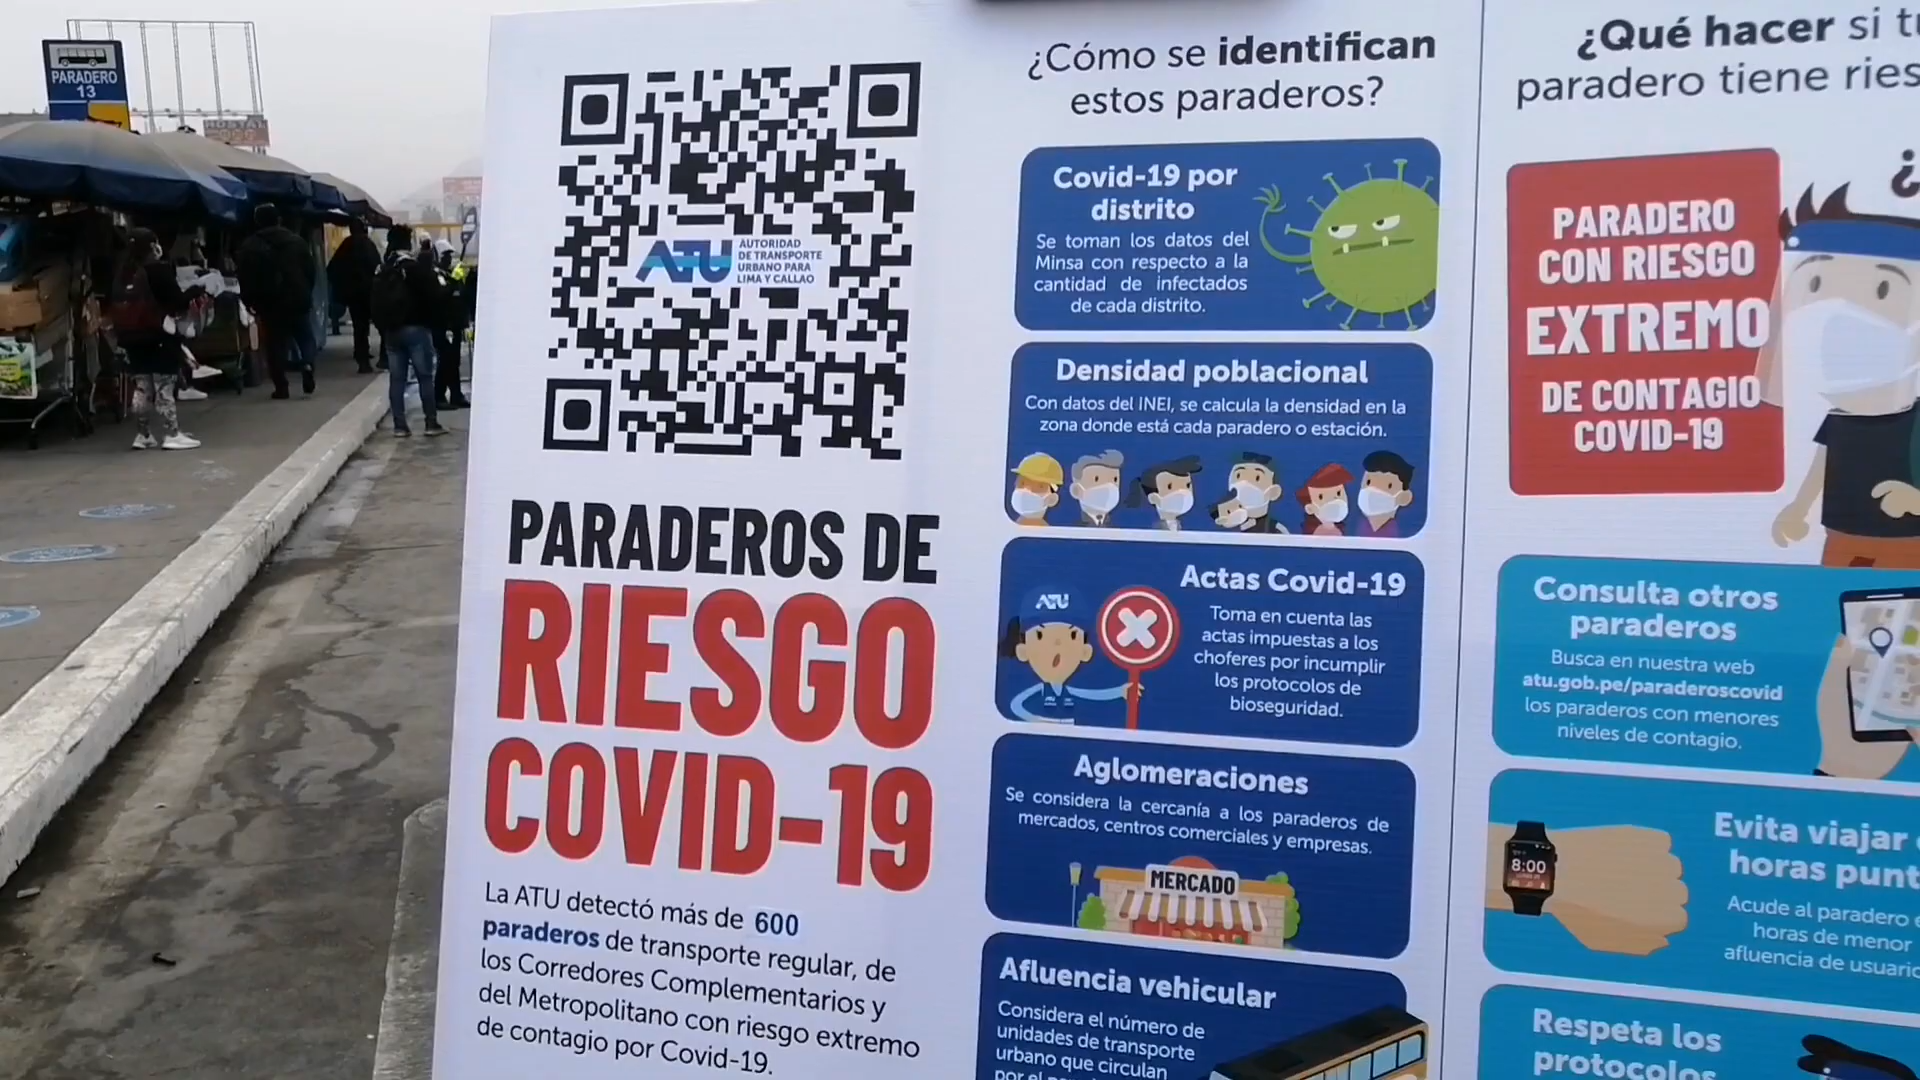 PARADERO
13
HOSTAL
ATU
AUTORIDAD
DE TRANSPORTE
URBANO PARA
LIMA Y CALLAO
PARADEROS DE
RIESGO
COVID-19
La ATU detectó más de 600
paraderos de transporte regular, de
los Corredores Complementarios y
del Metropolitano con riesgo extremo
de contagio por Covid-19.
¿Cómo se identifican
estos paraderos?
Covid-19 por
distrito
Se toman los datos del
Minsa con respecto a la
cantidad de infectados
de cada distrito.
Densidad poblacional
Con datos del INEI, se calcula la densidad en la
zona donde está cada paradero o estación.
Actas Covid-19
ATU
Toma en cuenta las
actas impuestas a los
choferes por incumplir
los protocolos de
bioseguridad.
Aglomeraciones
Se considera la cercanía a los paraderos de
mercados, centros comerciales y empresas.
MERCADO
Afluencia vehicular
Considera el número de
unidades de transporte
urbano que circulan
por el
¿Qué hacer si
paradero tiene
¿
PARADERO
CON RIESGO
EXTREMO
DE CONTAGIO
COVID-19
Consulta otros
paraderos
Busca en nuestra web
atu.gob.pe/paraderoscovid
los paraderos con menores
niveles de contagio.
8:00
Evita viajar
horas
Acude al paradero
horas de menor
afluencia de
Respeta los
protocolos